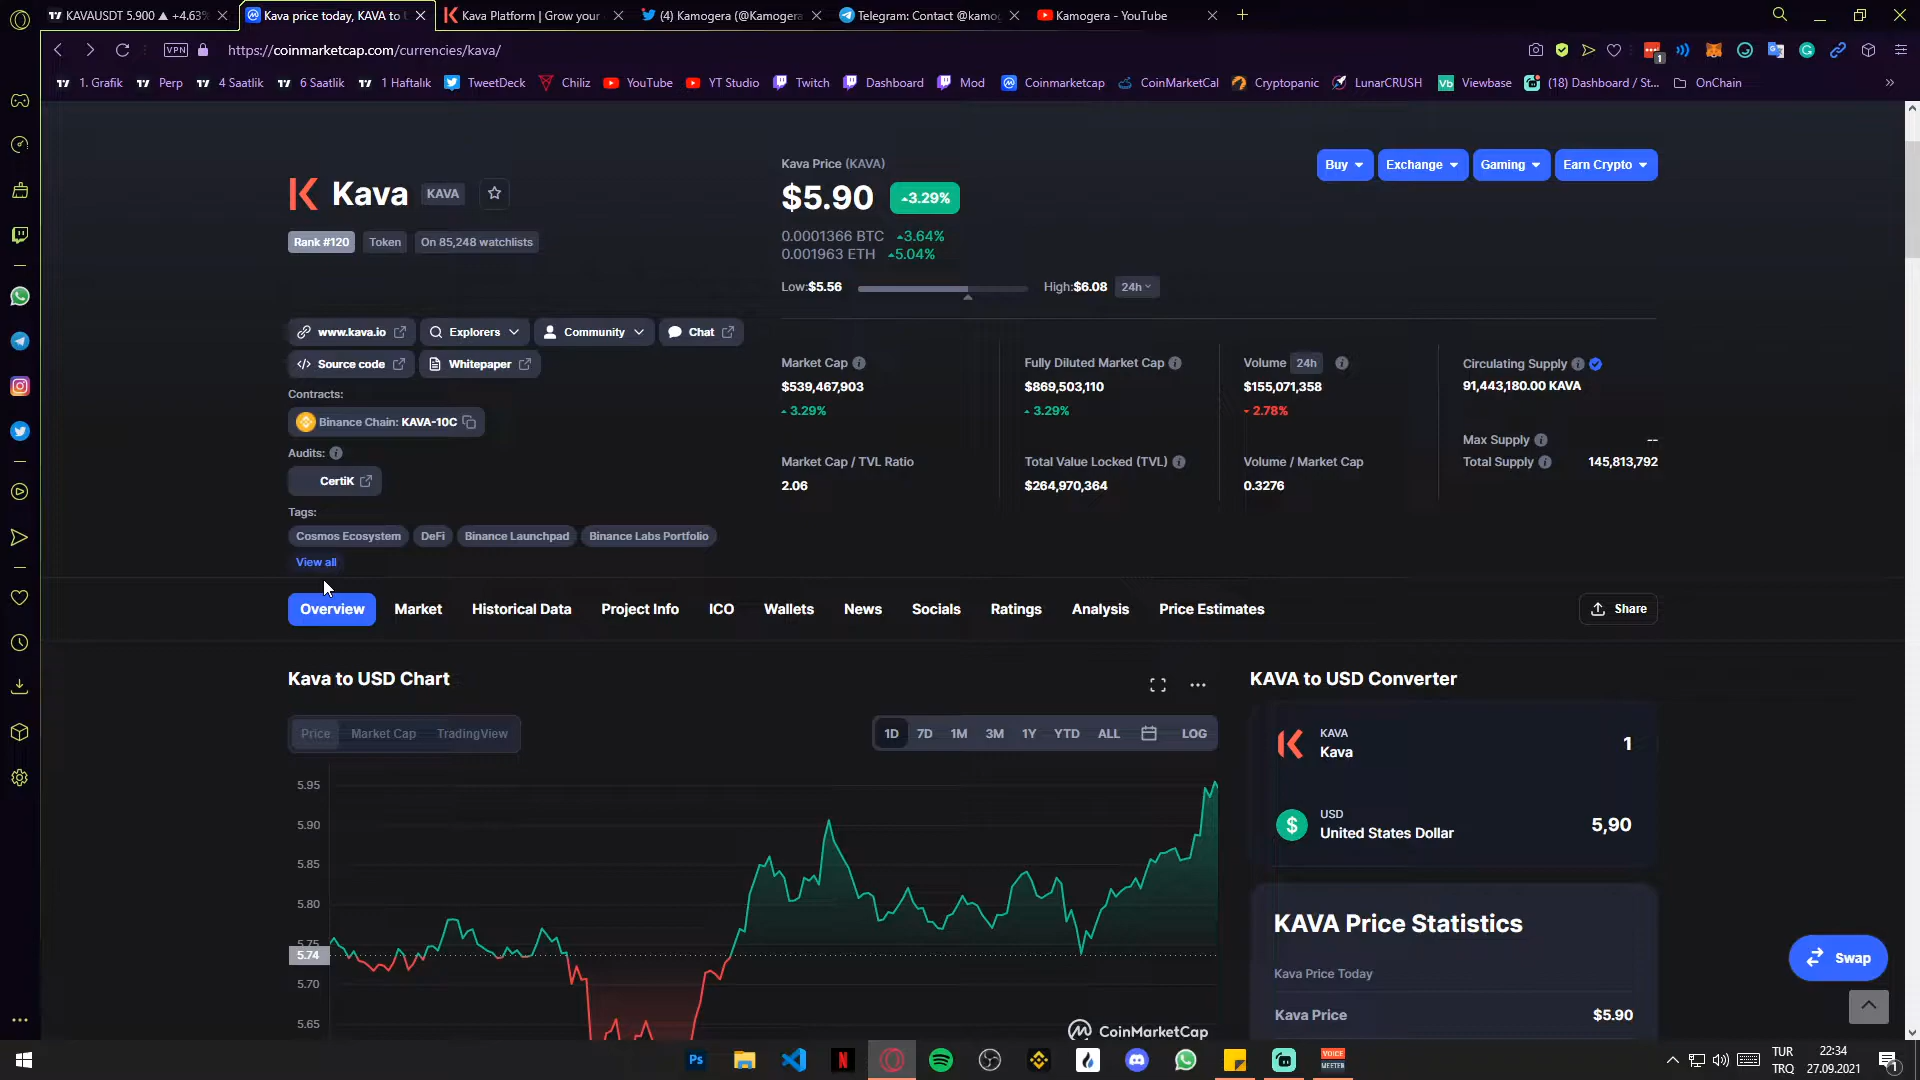 KAVAUSDT 5.900 ▲ +4.63%
Kava price today, KAVA to U
Kava Platform | Grow your
(4) Kamogera (@Kamogera
Telegram: Contact @kamog
Kamogera - YouTube
VPN
https://coinmarketcap.com/currencies/kava/
1
1. Grafik
Perp
4 Saatlik
6 Saatlik
1 Haftalık
TweetDeck
Chiliz
YouTube
YT Studio
Twitch
Dashboard
Mod
Coinmarketcap
CoinMarketCal
Cryptopanic
LunarCRUSH
Vb Viewbase
(18) Dashboard / St...
OnChain
Kava KAVA
Rank #120 Token On 85,248 watchlists
Kava Price (KAVA)
$5.90 3.29%
0.0001366 BTC 3.64%
0.001963 ETH 5.04%
Low:$5.56 High:$6.08 24h
Buy Exchange Gaming Earn Crypto
www.kava.io Explorers Community Chat
Source code Whitepaper
Contracts:
Binance Chain: KAVA-10C
Audits:
CertiK
Tags:
Cosmos Ecosystem DeFi Binance Launchpad Binance Labs Portfolio
View all
Market Cap
$539,467,903
3.29%
Fully Diluted Market Cap
$869,503,110
3.29%
Volume 24h
$155,071,358
2.78%
Circulating Supply
91,443,180.00 KAVA
Max Supply --
Total Supply 145,813,792
Market Cap / TVL Ratio
2.06
Total Value Locked (TVL)
$264,970,364
Volume / Market Cap
0.3276
Overview Market Historical Data Project Info ICO Wallets News Socials Ratings Analysis Price Estimates Share
Kava to USD Chart
Price Market Cap TradingView
1D 7D 1M 3M 1Y YTD ALL LOG
5.95
5.90
5.85
5.80
5.75
5.74
5.70
5.65
CoinMarketCap
KAVA to USD Converter
KAVA
Kava
1
USD
United States Dollar
5,90
KAVA Price Statistics
Kava Price Today
Kava Price $5.90
Swap
Ps
N
VOICE
MEETER
TUR
TRQ
22:34
27.09.2021
1